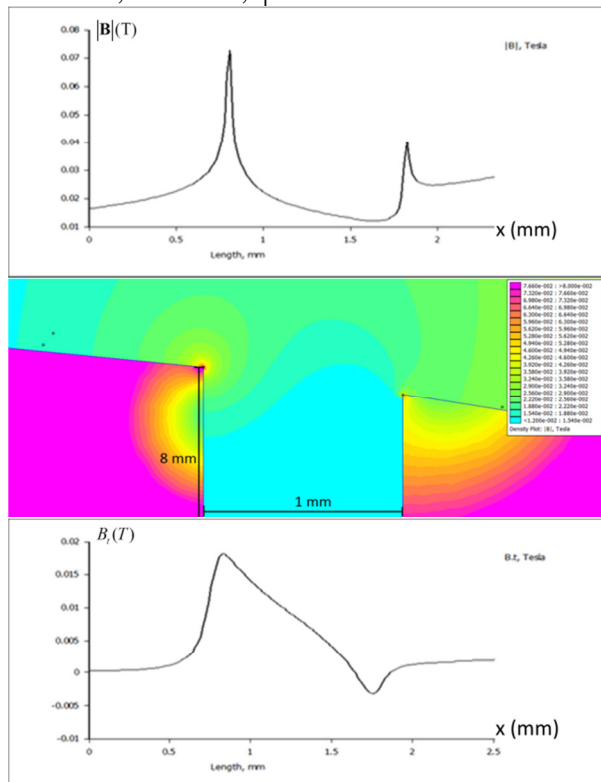 |B|(T)
|B|, Tesla
0.08
0.07
0.06
0.05
0.04
0.03
0.02
0.01
0 0.5 1 1.5 2 x (mm)
Length, mm
7.660e-002 : >8.000e-002
7.320e-002 : 7.660e-002
6.980e-002 : 7.320e-002
6.640e-002 : 6.980e-002
6.300e-002 : 6.640e-002
5.960e-002 : 6.300e-002
5.620e-002 : 5.960e-002
5.280e-002 : 5.620e-002
4.940e-002 : 5.280e-002
4.600e-002 : 4.940e-002
4.260e-002 : 4.600e-002
3.920e-002 : 4.260e-002
3.580e-002 : 3.920e-002
3.240e-002 : 3.580e-002
2.900e-002 : 3.240e-002
2.560e-002 : 2.900e-002
2.220e-002 : 2.560e-002
1.880e-002 : 2.220e-002
1.540e-002 : 1.880e-002
<1.200e-002 : 1.540e-002
Density Plot: |B|, Tesla
8 mm
1 mm
Bt(T)
B.t, Tesla
0.02
0.015
0.01
0.005
0
-0.005
-0.01
x (mm)
0 0.5 1 1.5 2 2.5
Length, mm